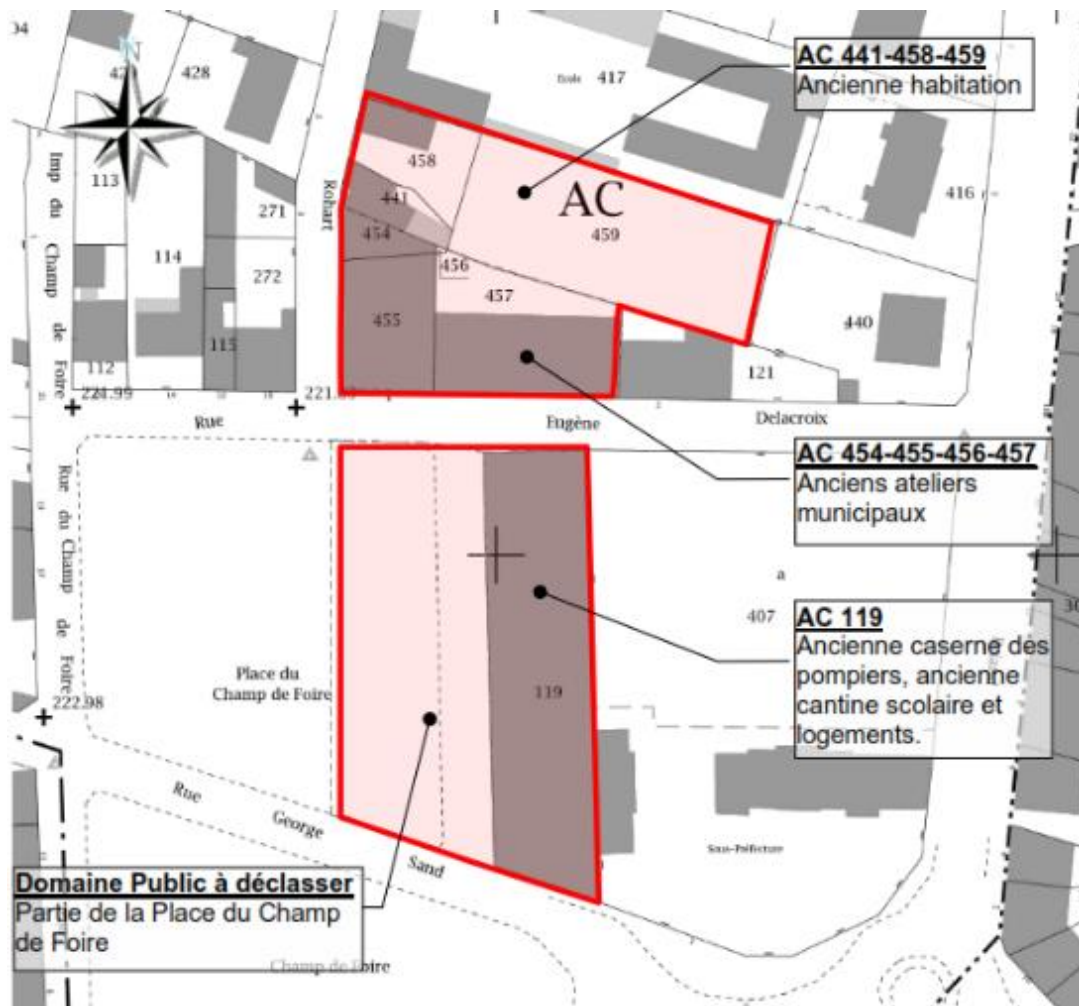 N
428
417
Ecole
AC 441-458-459
Ancienne habitation
113
458
416
Imp du Champ de Foire
Rohart
271
441
AC
454
459
114
272
456
457
455
440
115
112
121
221.99
14
Rue
Eugène
Delacroix
AC 454-455-456-457
Anciens ateliers
municipaux
Rue du Champ de Foire
a
407
AC 119
Ancienne caserne des
pompiers, ancienne
cantine scolaire et
logements.
Place du
Champ de Foire
119
222.98
Rue
George
Sand
Sous-Préfecture
Domaine Public à déclasser
Partie de la Place du Champ
de Foire
Champ de Foire